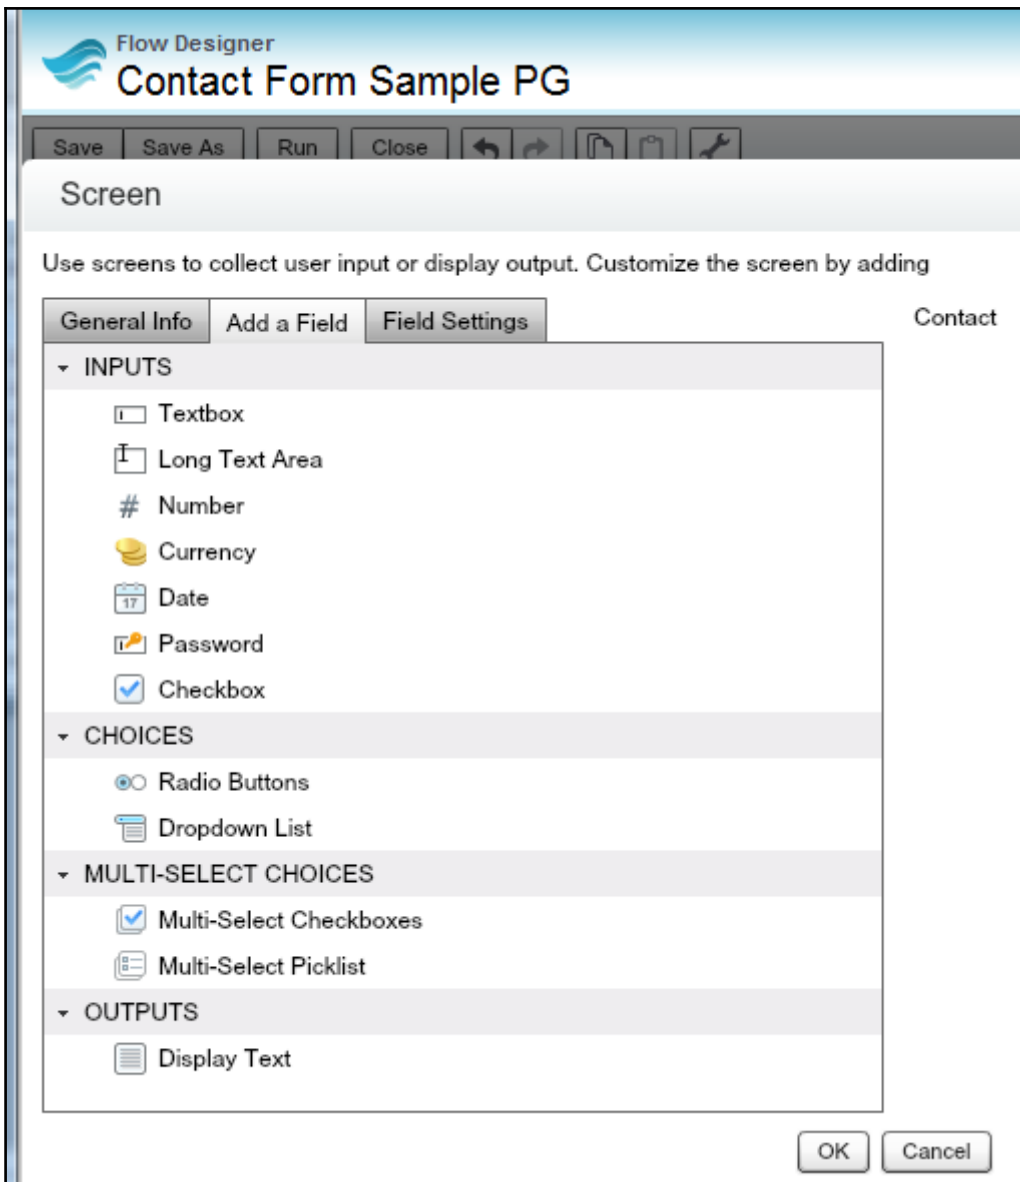 Flow Designer
Contact Form Sample PG
Save Save As Run Close
Screen
Use screens to collect user input or display output. Customize the screen by adding
General Info Add a Field Field Settings Contact
INPUTS
Textbox
Long Text Area
# Number
Currency
17 Date
Password
Checkbox
CHOICES
Radio Buttons
Dropdown List
MULTI-SELECT CHOICES
Multi-Select Checkboxes
Multi-Select Picklist
OUTPUTS
Display Text
OK Cancel